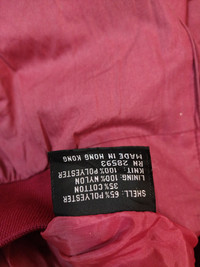 SHELL: 65% POLYESTER
35% COTTON
LINING: 100% NYLON
KNIT: 100% POLYESTER
RN 28593
MADE IN HONG KONG